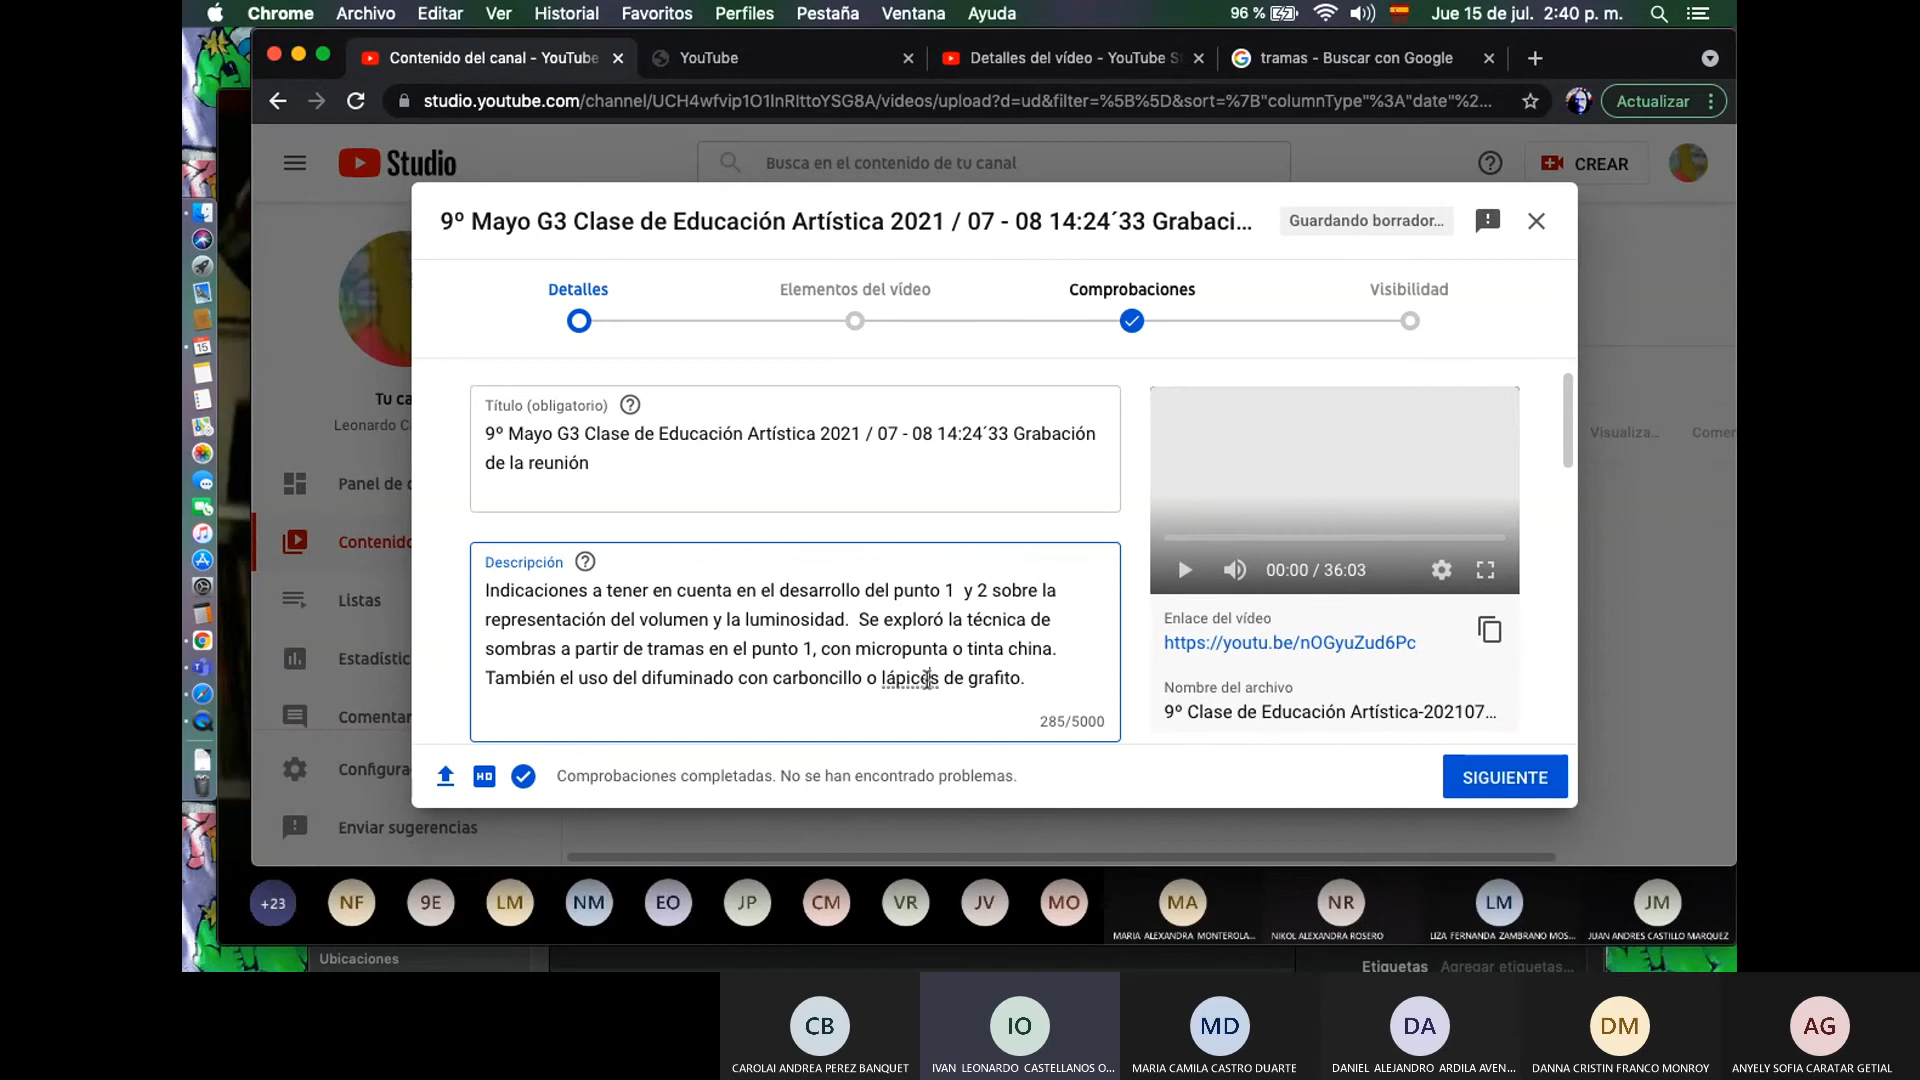 Chrome Archivo Editar Ver Historial Favoritos Perfiles Pestaña Ventana Ayuda 96 % Jue 15 de jul. 2:40 p. m.
Contenido del canal - YouTube YouTube Detalles del vídeo - YouTube S tramas - Buscar con Google
studio.youtube.com/channel/UCH4wfvip1O1InRIttoYSG8A/videos/upload?d=ud&filter=%5B%5D&sort=%7B"columnType"%3A"date"%2... Actualizar
Studio Busca en el contenido de tu canal CREAR
9º Mayo G3 Clase de Educación Artística 2021 / 07 - 08 14:24´33 Grabaci... Guardando borrador...
Detalles Elementos del vídeo Comprobaciones Visibilidad
Tu ca
Leonardo C
Panel de
Contenido
Listas
Estadístic
Comentar
Configura
Enviar sugerencias
Título (obligatorio)
9º Mayo G3 Clase de Educación Artística 2021 / 07 - 08 14:24´33 Grabación
de la reunión
Descripción
Indicaciones a tener en cuenta en el desarrollo del punto 1  y 2 sobre la
representación del volumen y la luminosidad.  Se exploró la técnica de
sombras a partir de tramas en el punto 1, con micropunta o tinta china.
También el uso del difuminado con carboncillo o lápices de grafito.
285/5000
00:00 / 36:03
Enlace del vídeo
https://youtu.be/nOGyuZud6Pc
Nombre del archivo
9º Clase de Educación Artística-202107...
Visualiza... Comer
HD Comprobaciones completadas. No se han encontrado problemas. SIGUIENTE
15
+23 NF 9E LM NM EO JP CM VR JV MO MA NR LM JM
MARIA ALEXANDRA MONTEROLA... NIKOL ALEXANDRA ROSERO LIZA FERNANDA ZAMBRANO MOS... JUAN ANDRES CASTILLO MARQUEZ
Ubicaciones Etiquetas Agregar etiquetas...
CB IO MD DA DM AG
CAROLAI ANDREA PEREZ BANQUET IVAN LEONARDO CASTELLANOS O... MARIA CAMILA CASTRO DUARTE DANIEL ALEJANDRO ARDILA AVEN... DANNA CRISTIN FRANCO MONROY ANYELY SOFIA CARATAR GETIAL